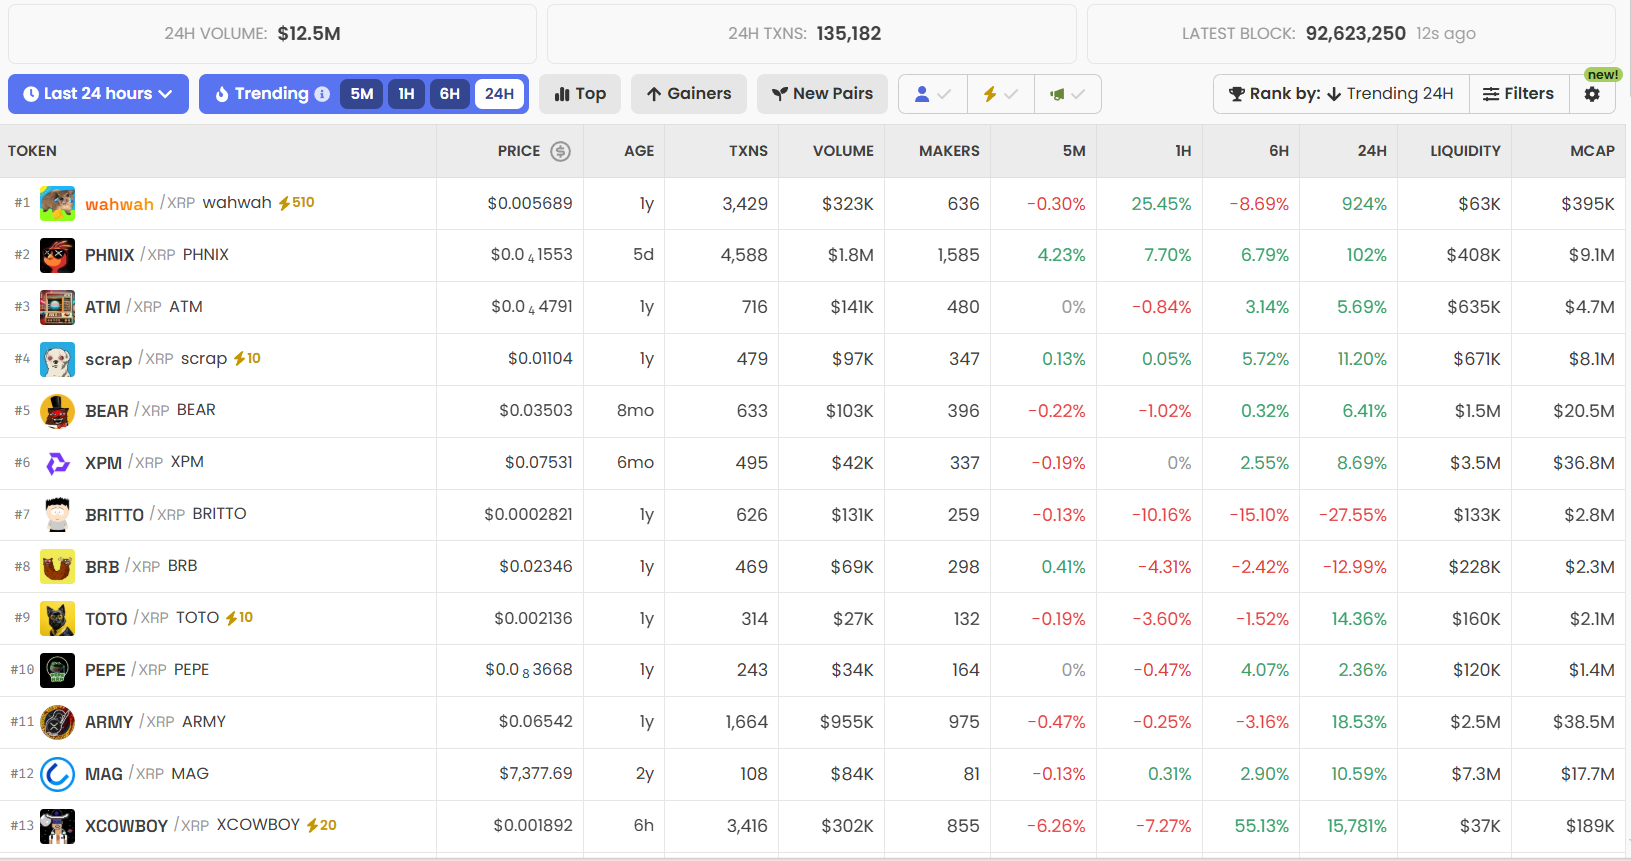 24H VOLUME: $12.5M 24H TXNS: 135,182 LATEST BLOCK: 92,623,250 12s ago
new!
Last 24 hours Trending 5M 1H 6H 24H Top Gainers New Pairs Rank by: Trending 24H Filters
TOKEN PRICE $ AGE TXNS VOLUME MAKERS 5M 1H 6H 24H LIQUIDITY MCAP
#1 wahwah /XRP wahwah 510 $0.005689 1y 3,429 $323K 636 -0.30% 25.45% -8.69% 924% $63K $395K
#2 PHNIX /XRP PHNIX $0.0₄1553 5d 4,588 $1.8M 1,585 4.23% 7.70% 6.79% 102% $408K $9.1M
#3 ATM /XRP ATM $0.0₄4791 1y 716 $141K 480 0% -0.84% 3.14% 5.69% $635K $4.7M
#4 scrap /XRP scrap 10 $0.01104 1y 479 $97K 347 0.13% 0.05% 5.72% 11.20% $671K $8.1M
#5 BEAR /XRP BEAR $0.03503 8mo 633 $103K 396 -0.22% -1.02% 0.32% 6.41% $1.5M $20.5M
#6 XPM /XRP XPM $0.07531 6mo 495 $42K 337 -0.19% 0% 2.55% 8.69% $3.5M $36.8M
#7 BRITTO /XRP BRITTO $0.0002821 1y 626 $131K 259 -0.13% -10.16% -15.10% -27.55% $133K $2.8M
#8 BRB /XRP BRB $0.02346 1y 469 $69K 298 0.41% -4.31% -2.42% -12.99% $228K $2.3M
#9 TOTO /XRP TOTO 10 $0.002136 1y 314 $27K 132 -0.19% -3.60% -1.52% 14.36% $160K $2.1M
#10 PEPE /XRP PEPE $0.0₈3668 1y 243 $34K 164 0% -0.47% 4.07% 2.36% $120K $1.4M
#11 ARMY /XRP ARMY $0.06542 1y 1,664 $955K 975 -0.47% -0.25% -3.16% 18.53% $2.5M $38.5M
#12 MAG /XRP MAG $7,377.69 2y 108 $84K 81 -0.13% 0.31% 2.90% 10.59% $7.3M $17.7M
#13 XCOWBOY /XRP XCOWBOY 20 $0.001892 6h 3,416 $302K 855 -6.26% -7.27% 55.13% 15,781% $37K $189K